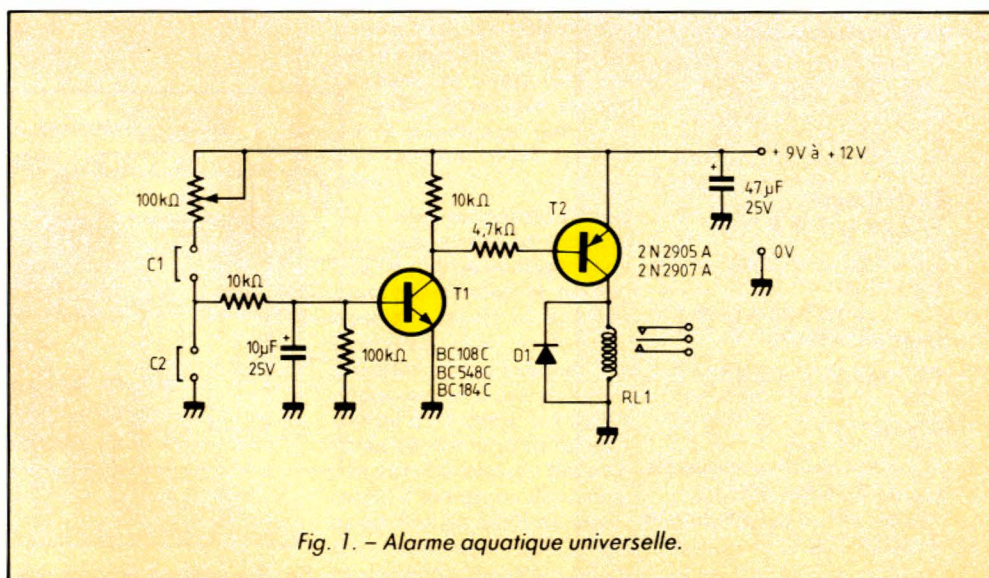 + 9V à + 12V
100kΩ
10kΩ
47µF
25V
T2
4,7kΩ
2N2905A
2N2907A
0V
C1
10kΩ
T1
10µF
25V
100kΩ
BC108C
BC548C
BC184C
D1
C2
RL1
+
+
Fig. 1. – Alarme aquatique universelle.